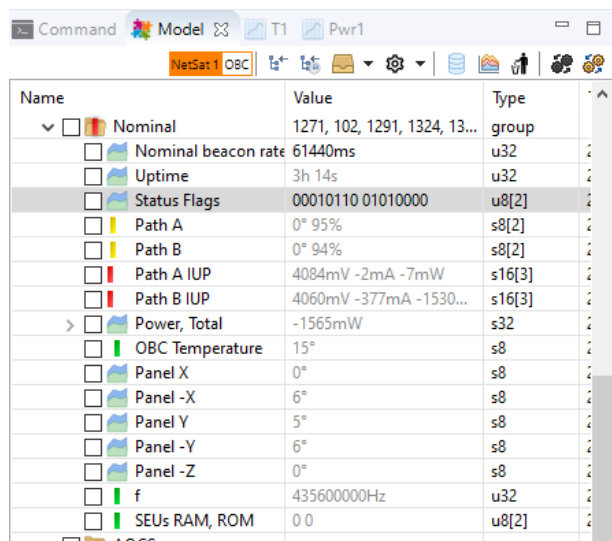 Command Model T1 Pwr1
NetSat 1 OBC
Name Value Type
Nominal 1271, 102, 1291, 1324, 13... group
Nominal beacon rate 61440ms u32
Uptime 3h 14s u32
Status Flags 00010110 01010000 u8[2]
Path A 0° 95% s8[2]
Path B 0° 94% s8[2]
Path A IUP 4084mV -2mA -7mW s16[3]
Path B IUP 4060mV -377mA -1530... s16[3]
Power, Total -1565mW s32
OBC Temperature 15° s8
Panel X 0° s8
Panel -X 6° s8
Panel Y 5° s8
Panel -Y 6° s8
Panel -Z 0° s8
f 435600000Hz u32
SEUs RAM, ROM 0 0 u8[2]